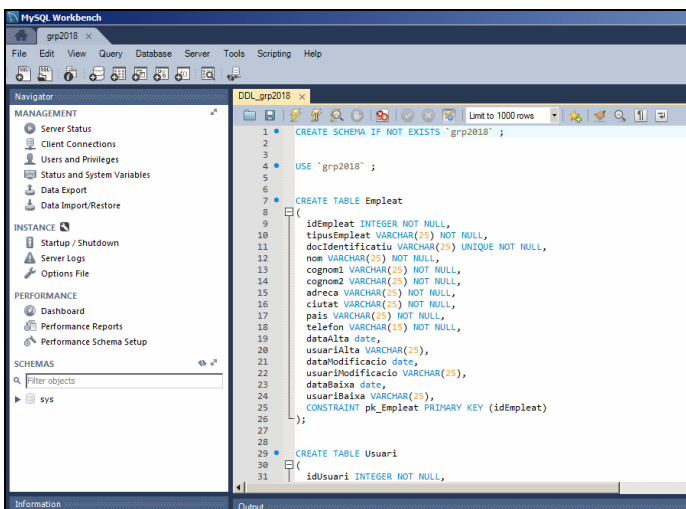 MySQL Workbench
grp2018 ×
File Edit View Query Database Server Tools Scripting Help
Navigator
MANAGEMENT
Server Status
Client Connections
Users and Privileges
Status and System Variables
Data Export
Data Import/Restore
INSTANCE
Startup / Shutdown
Server Logs
Options File
PERFORMANCE
Dashboard
Performance Reports
Performance Schema Setup
SCHEMAS
Filter objects
sys
Information
DDL_grp2018 ×
Limit to 1000 rows
1 CREATE SCHEMA IF NOT EXISTS `grp2018` ;
2
3
4 USE `grp2018` ;
5
6
7 CREATE TABLE Empleat
8 (
9 idEmpleat INTEGER NOT NULL,
10 tipusEmpleat VARCHAR(25) NOT NULL,
11 docIdentificatiu VARCHAR(25) UNIQUE NOT NULL,
12 nom VARCHAR(25) NOT NULL,
13 cognom1 VARCHAR(25) NOT NULL,
14 cognom2 VARCHAR(25) NOT NULL,
15 adreca VARCHAR(25) NOT NULL,
16 ciutat VARCHAR(25) NOT NULL,
17 pais VARCHAR(25) NOT NULL,
18 telefon VARCHAR(15) NOT NULL,
19 dataAlta date,
20 usuariAlta VARCHAR(25),
21 dataModificacio date,
22 usuariModificacio VARCHAR(25),
23 dataBaixa date,
24 usuariBaixa VARCHAR(25),
25 CONSTRAINT pk_Empleat PRIMARY KEY (idEmpleat)
26 );
27
28
29 CREATE TABLE Usuari
30 (
31 idUsuari INTEGER NOT NULL,
Output